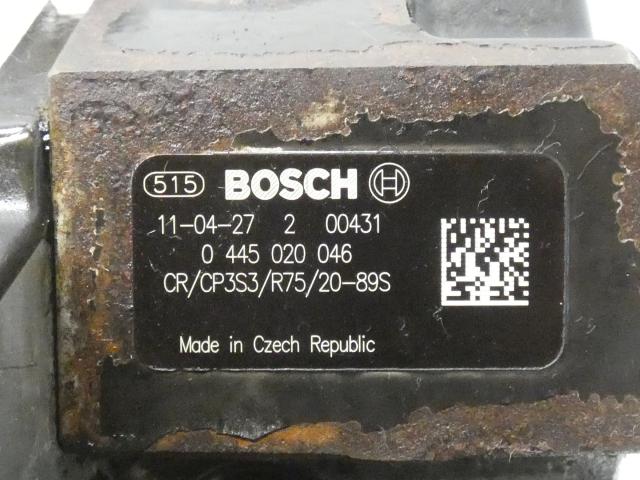 515 BOSCH
11-04-27 2 00431
0 445 020 046
CR/CP3S3/R75/20-89S
Made in Czech Republic